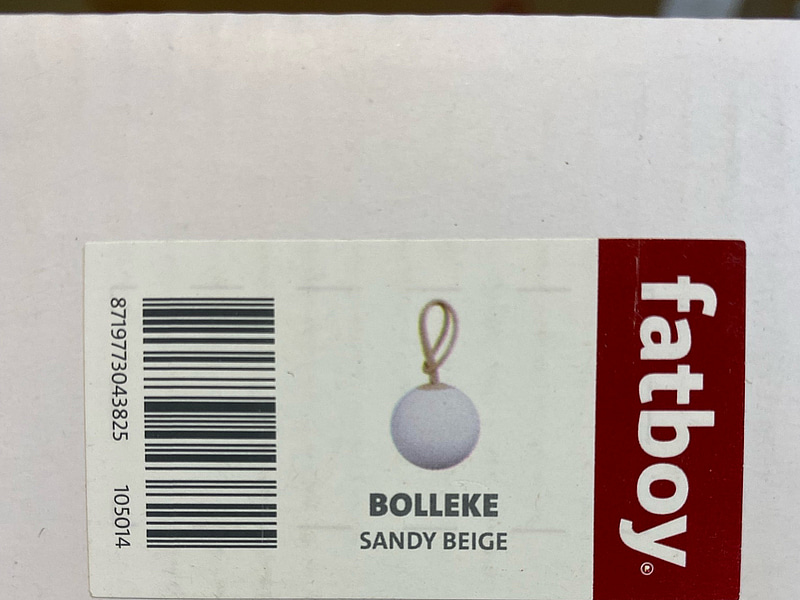 8719773043825 105014
BOLLEKE
SANDY BEIGE
fatboy®